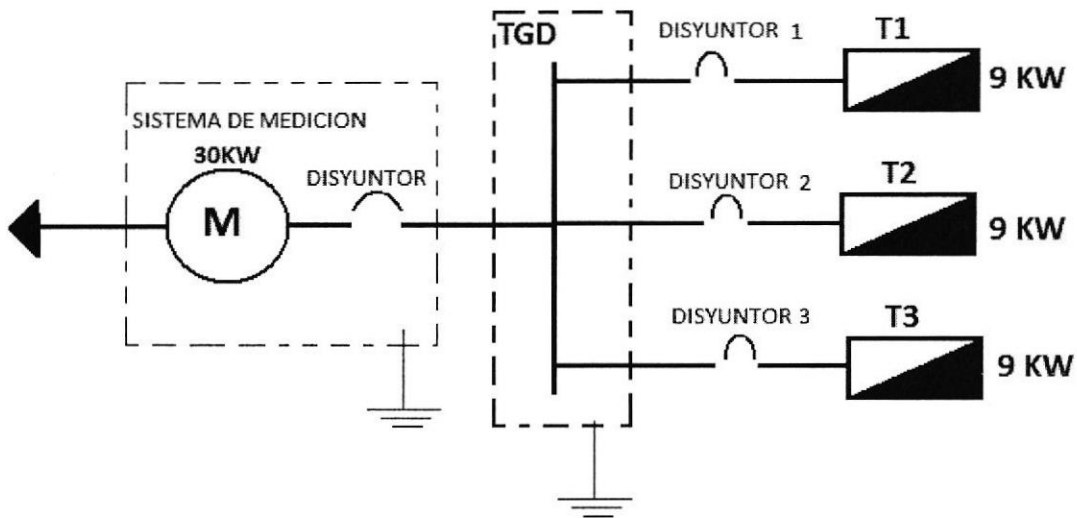 SISTEMA DE MEDICION
30KW
M
DISYUNTOR
TGD
DISYUNTOR 1
T1
9 KW
DISYUNTOR 2
T2
9 KW
DISYUNTOR 3
T3
9 KW